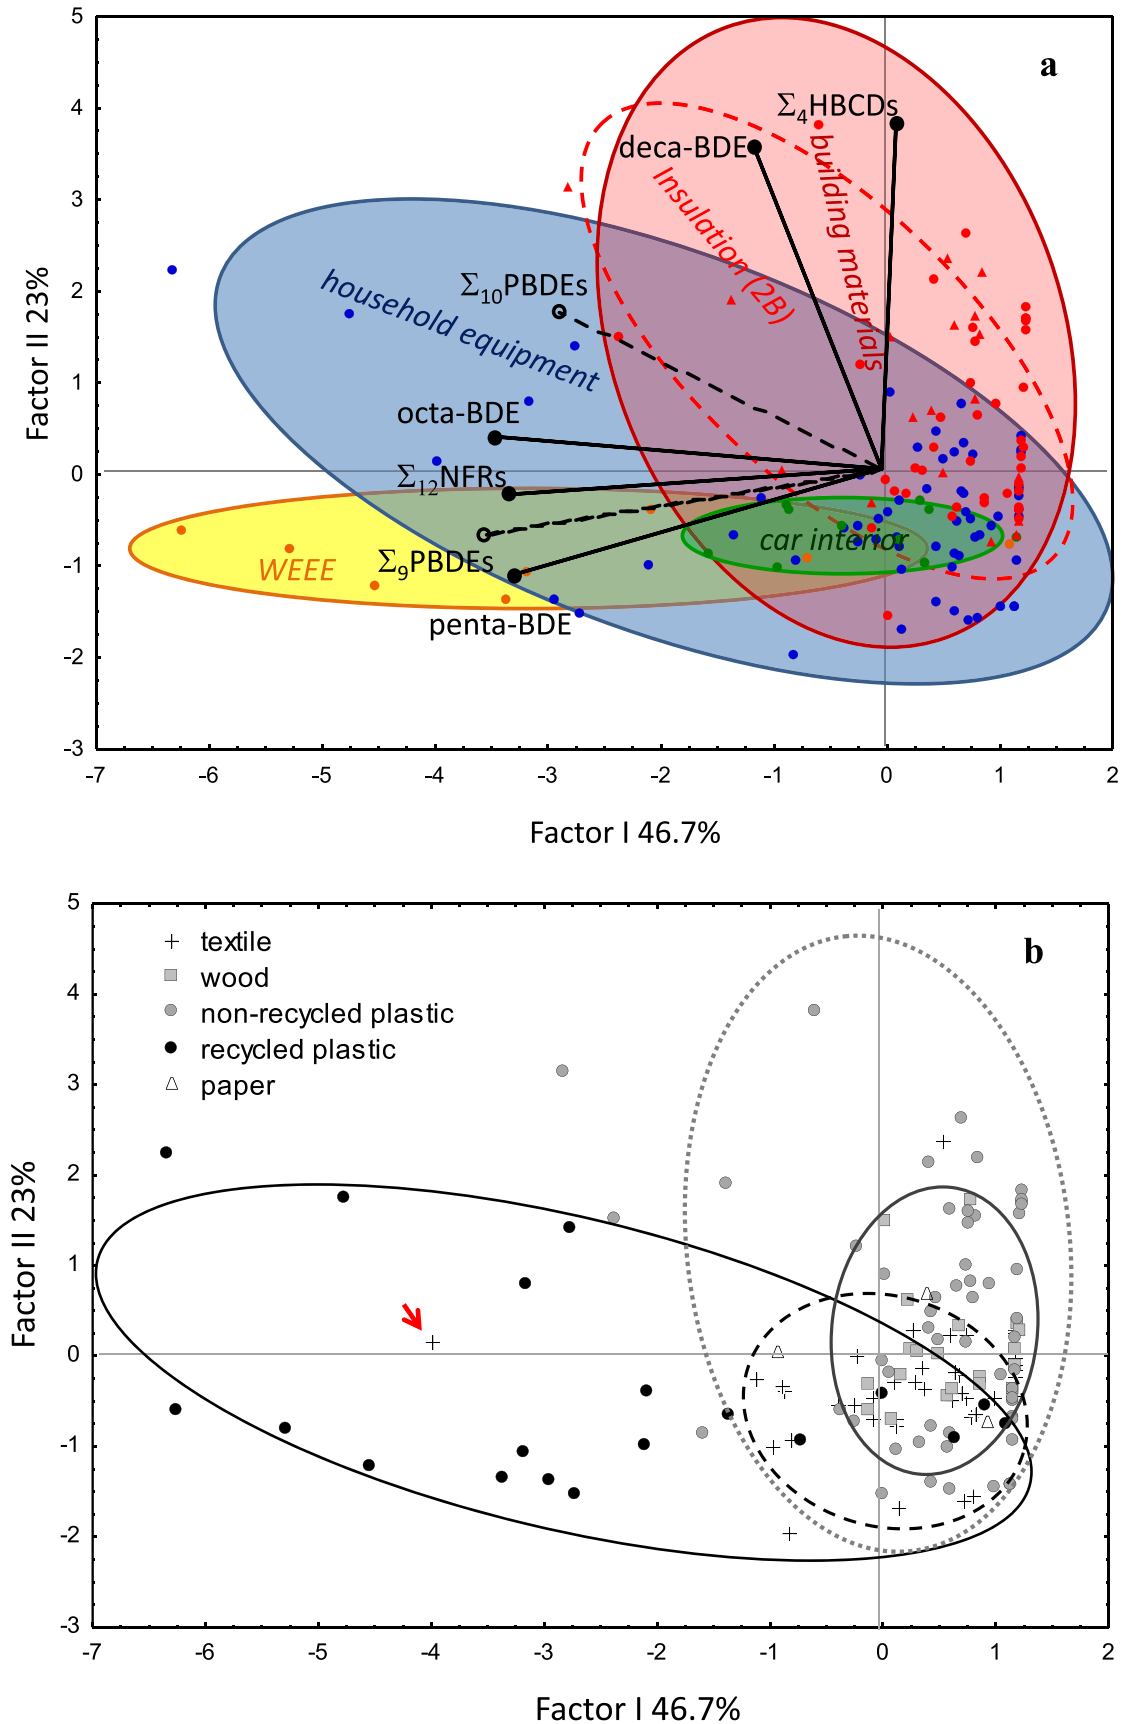 5
4
3
2
1
0
-1
-2
-3
Factor II 23%
a
Σ4HBCDs
deca-BDE
building materials
Insulation (2B)
Σ10PBDEs
household equipment
octa-BDE
Σ12NFRs
car interior
Σ9PBDEs
WEEE
penta-BDE
-7 -6 -5 -4 -3 -2 -1 0 1 2
Factor I 46.7%
5
4
3
2
1
0
-1
-2
-3
Factor II 23%
b
textile
wood
non-recycled plastic
recycled plastic
paper
-7 -6 -5 -4 -3 -2 -1 0 1 2
Factor I 46.7%